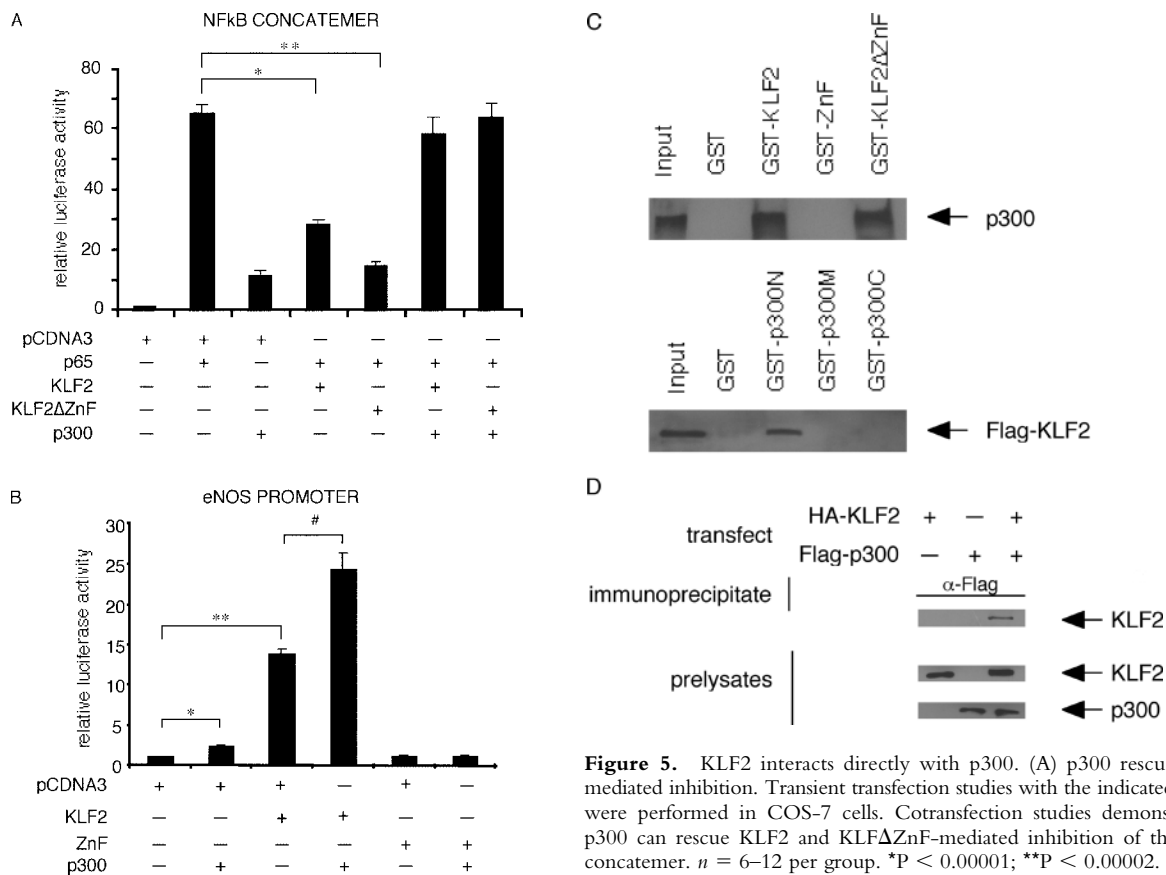 A
NFkB CONCATEMER
**
*
80
60
40
20
0
relative luciferase activity
pCDNA3 + + + — — — —
p65 — + — + + + +
KLF2 — — — + — + —
KLF2ΔZnF — — — — + — +
p300 — — + — — + +
B
eNOS PROMOTER
#
**
*
30
25
20
15
10
5
0
relative luciferase activity
pCDNA3 + + + — + —
KLF2 — — + + — —
ZnF — — — — + +
p300 — + — + — +
C
Input GST GST-KLF2 GST-ZnF GST-KLF2ΔZnF
p300
Input GST GST-p300N GST-p300M GST-p300C
Flag-KLF2
D
transfect
HA-KLF2 + — +
Flag-p300 — + +
immunoprecipitate
α-Flag
KLF2
prelysates
KLF2
p300
Figure 5. KLF2 interacts directly with p300. (A) p300 rescu
mediated inhibition. Transient transfection studies with the indicated
were performed in COS-7 cells. Cotransfection studies demons
p300 can rescue KLF2 and KLFΔZnF-mediated inhibition of th
concatemer. n = 6–12 per group. *P < 0.00001; **P < 0.00002.